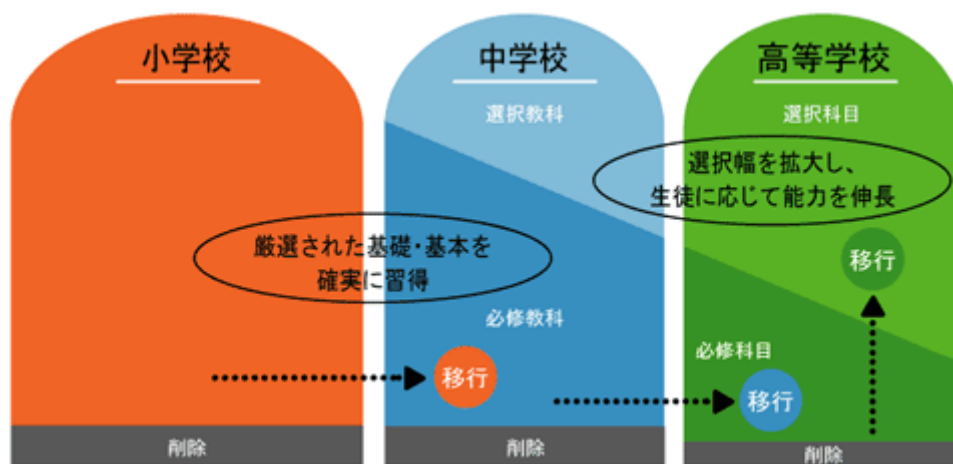 小学校
中学校
高等学校
選択教科
選択科目
選択幅を拡大し、
生徒に応じて能力を伸長
厳選された基礎・基本を
確実に習得
移行
必修教科
必修科目
移行
移行
削除
削除
削除